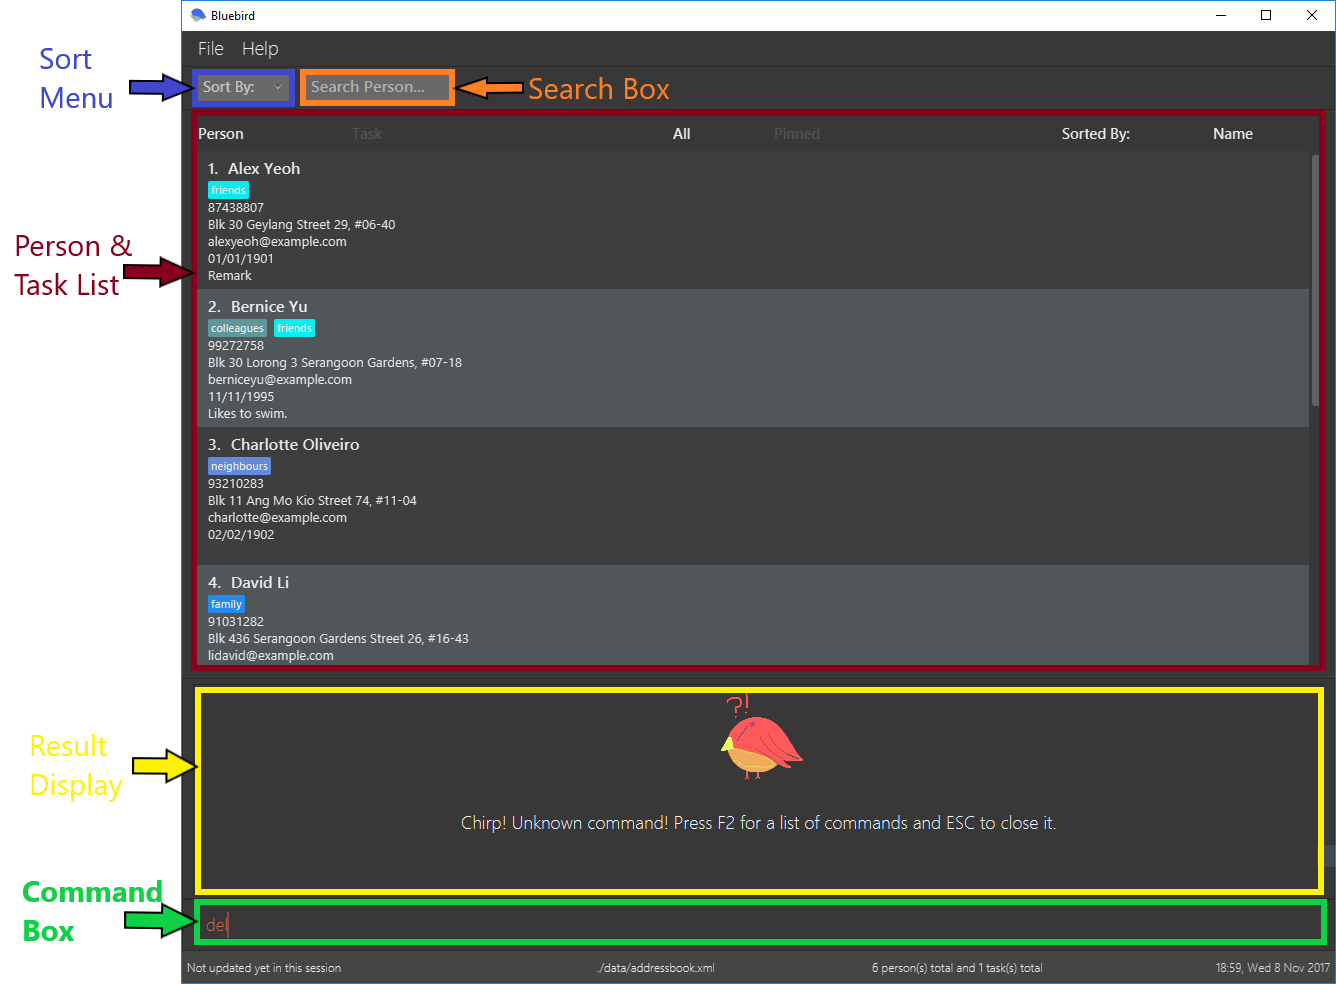 Bluebird
File Help
Sort
Menu
Sort By:
Search Person...
Search Box
Person Task All Pinned Sorted By: Name
1. Alex Yeoh
friends
87438807
Blk 30 Geylang Street 29, #06-40
alexyeoh@example.com
01/01/1901
Remark
Person &
Task List
2. Bernice Yu
colleagues friends
99272758
Blk 30 Lorong 3 Serangoon Gardens, #07-18
berniceyu@example.com
11/11/1995
Likes to swim.
3. Charlotte Oliveiro
neighbours
93210283
Blk 11 Ang Mo Kio Street 74, #11-04
charlotte@example.com
02/02/1902
4. David Li
family
91031282
Blk 436 Serangoon Gardens Street 26, #16-43
lidavid@example.com
?!
Result
Display
Chirp! Unknown command! Press F2 for a list of commands and ESC to close it.
Command
Box
del
Not updated yet in this session ./data/addressbook.xml 6 person(s) total and 1 task(s) total 18:59, Wed 8 Nov 2017